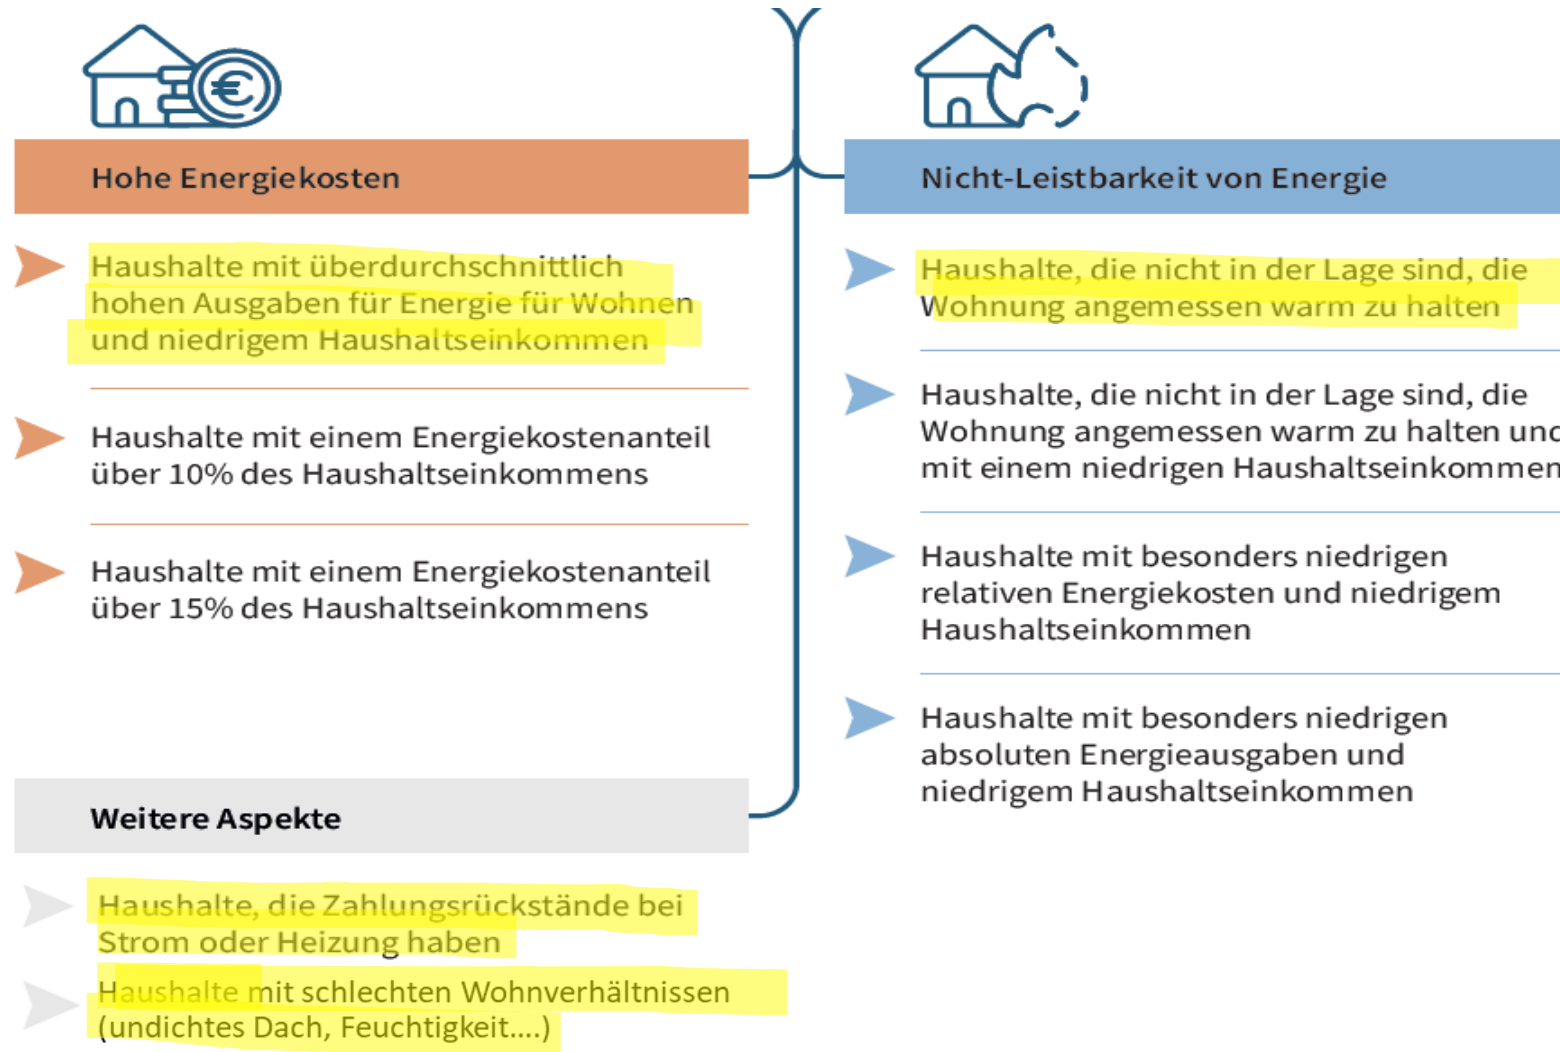 Hohe Energiekosten
Haushalte mit überdurchschnittlich
hohen Ausgaben für Energie für Wohnen
und niedrigem Haushaltseinkommen
Haushalte mit einem Energiekostenanteil
über 10% des Haushaltseinkommens
Haushalte mit einem Energiekostenanteil
über 15% des Haushaltseinkommens
Weitere Aspekte
Haushalte, die Zahlungsrückstände bei
Strom oder Heizung haben
Haushalte mit schlechten Wohnverhältnissen
(undichtes Dach, Feuchtigkeit....)
Nicht-Leistbarkeit von Energie
Haushalte, die nicht in der Lage sind, die
Wohnung angemessen warm zu halten
Haushalte, die nicht in der Lage sind, die
Wohnung angemessen warm zu halten und
mit einem niedrigen Haushaltseinkommen
Haushalte mit besonders niedrigen
relativen Energiekosten und niedrigem
Haushaltseinkommen
Haushalte mit besonders niedrigen
absoluten Energieausgaben und
niedrigem Haushaltseinkommen